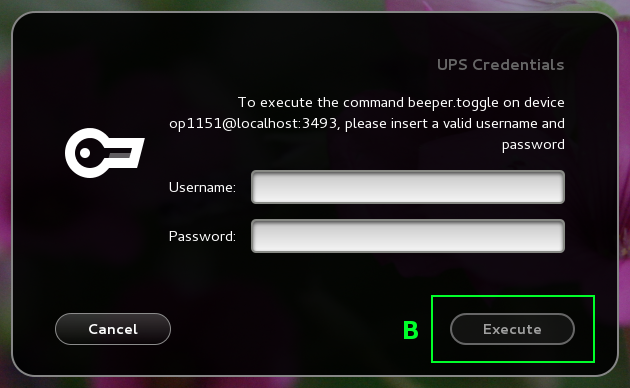 UPS Credentials
To execute the command beeper.toggle on device
op1151@localhost:3493, please insert a valid username and
password
Username:
Password:
Cancel
B
Execute